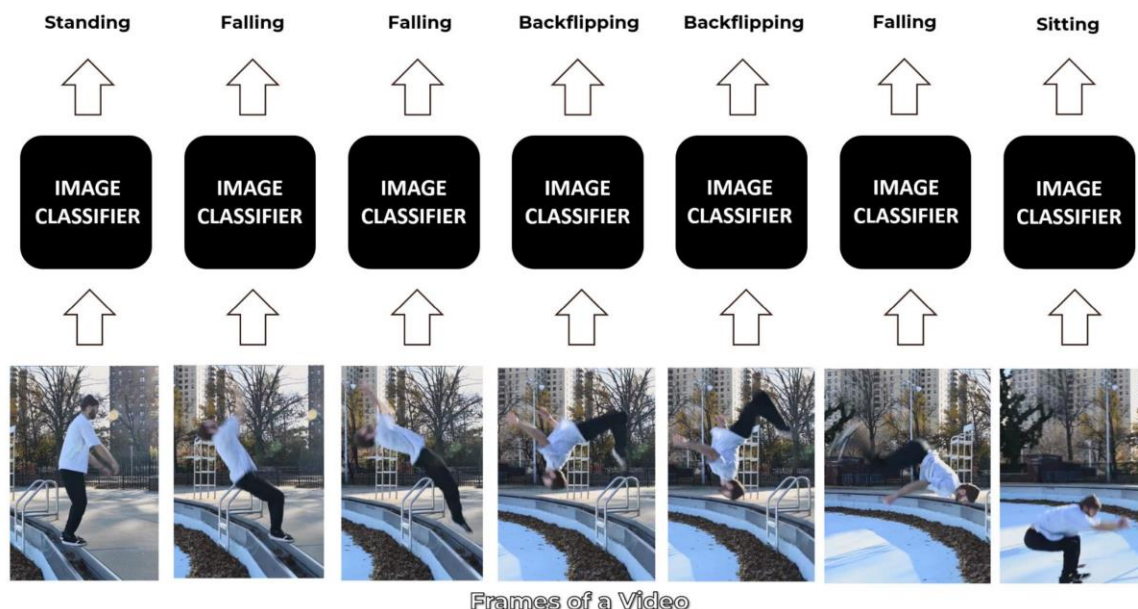 Standing
Falling
Falling
Backflipping
Backflipping
Falling
Sitting
IMAGE
CLASSIFIER
IMAGE
CLASSIFIER
IMAGE
CLASSIFIER
IMAGE
CLASSIFIER
IMAGE
CLASSIFIER
IMAGE
CLASSIFIER
IMAGE
CLASSIFIER
Frames of a Video